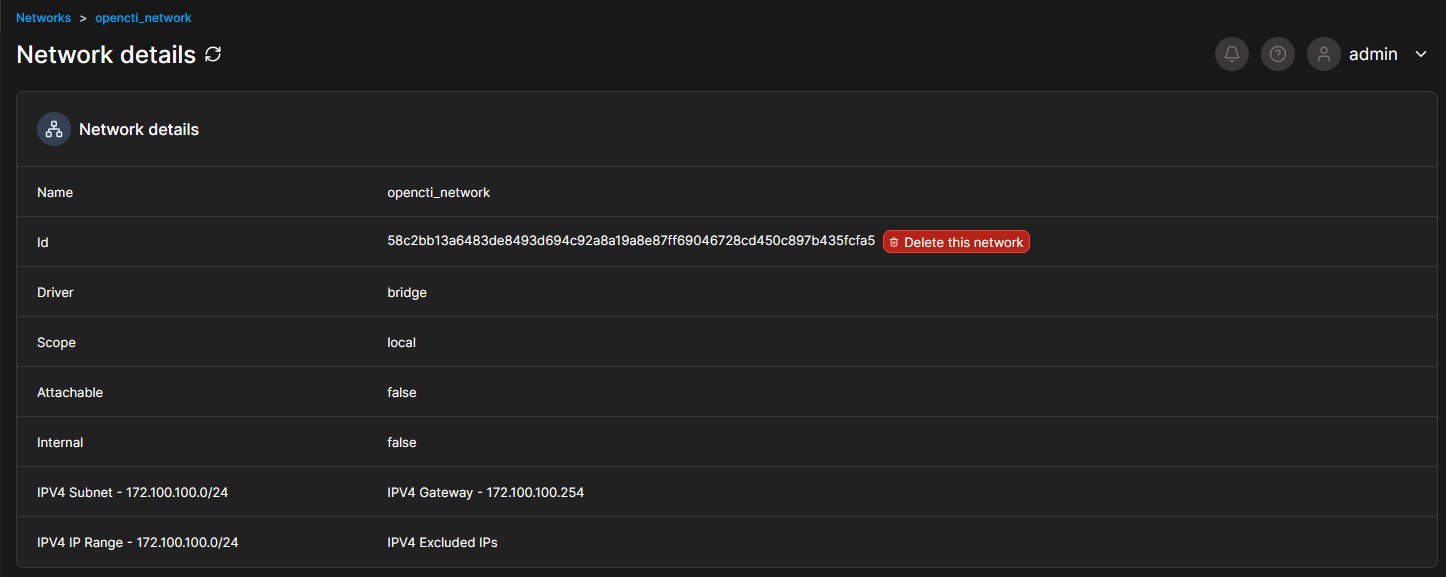 Networks > opencti_network
Network details
admin
Network details
Name opencti_network
Id 58c2bb13a6483de8493d694c92a8a19a8e87ff69046728cd450c897b435fcfa5 Delete this network
Driver bridge
Scope local
Attachable false
Internal false
IPV4 Subnet - 172.100.100.0/24 IPV4 Gateway - 172.100.100.254
IPV4 IP Range - 172.100.100.0/24 IPV4 Excluded IPs